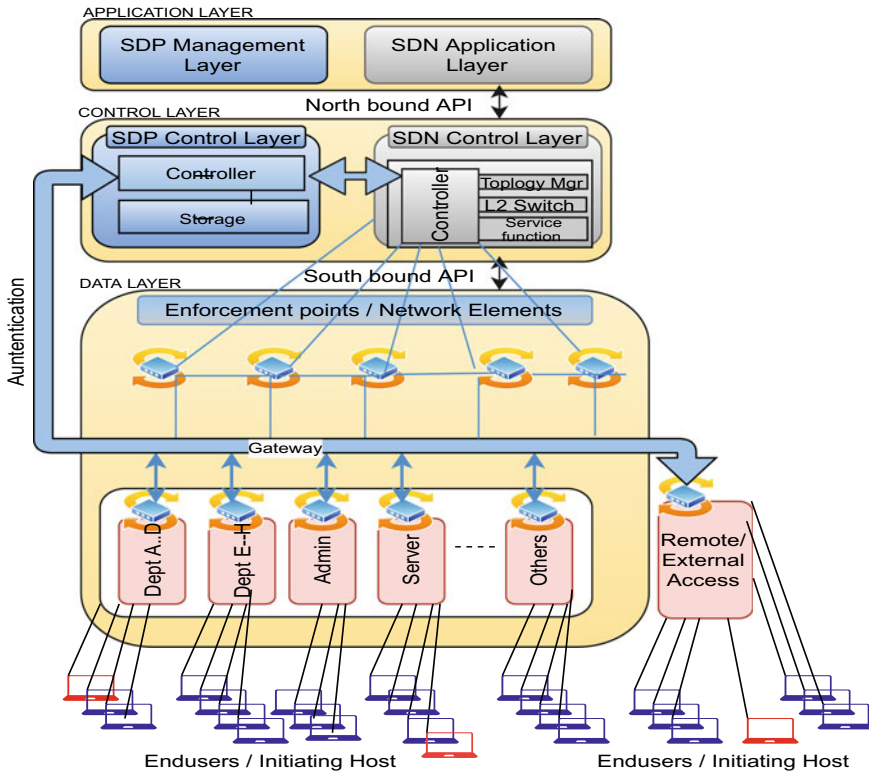 APPLICATION LAYER
SDP Management
Layer
SDN Application
Llayer
North bound API
CONTROL LAYER
SDP Control Layer
Controller
Storage
SDN Control Layer
Controller
Toplogy Mgr
L2 Switch
Service
function
South bound API
DATA LAYER
Enforcement points / Network Elements
Auntentication
Gateway
Dept A..D
Dept E--H
Admin
Server
Others
Remote/
External
Access
Endusers / Initiating Host
Endusers / Initiating Host